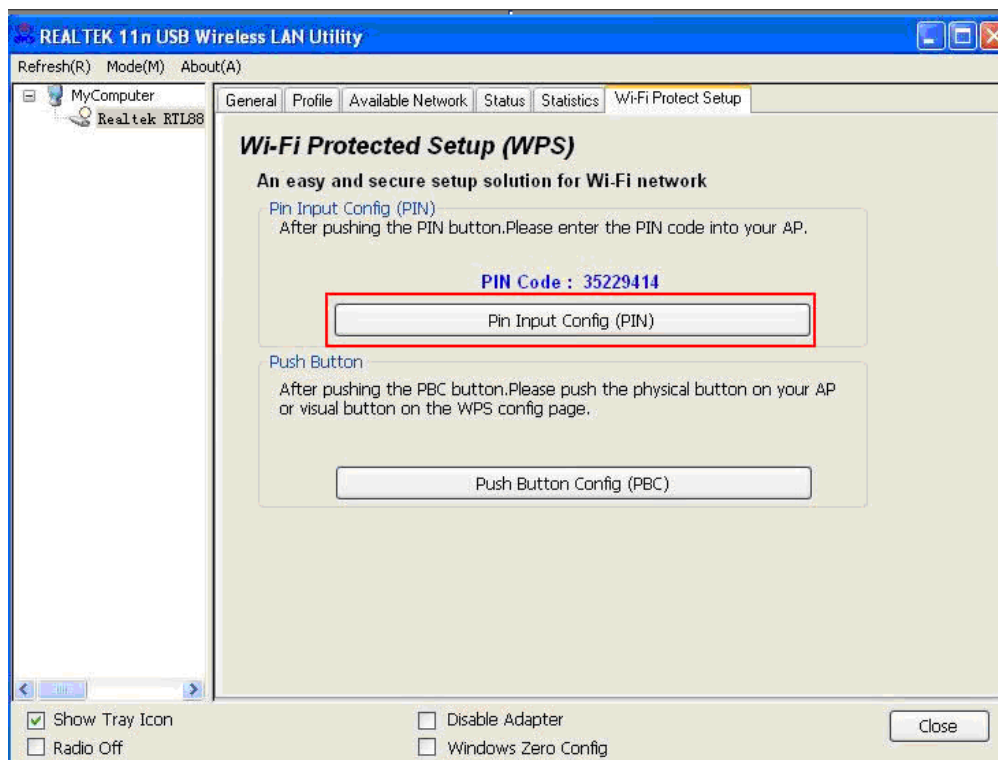 REALTEK 11n USB Wireless LAN Utility
Refresh(R) Mode(M) About(A)
MyComputer
Realtek RTL88
General Profile Available Network Status Statistics Wi-Fi Protect Setup
Wi-Fi Protected Setup (WPS)
An easy and secure setup solution for Wi-Fi network
Pin Input Config (PIN)
After pushing the PIN button.Please enter the PIN code into your AP.
PIN Code : 35229414
Pin Input Config (PIN)
Push Button
After pushing the PBC button.Please push the physical button on your AP
or visual button on the WPS config page.
Push Button Config (PBC)
Show Tray Icon
Disable Adapter
Close
Radio Off
Windows Zero Config